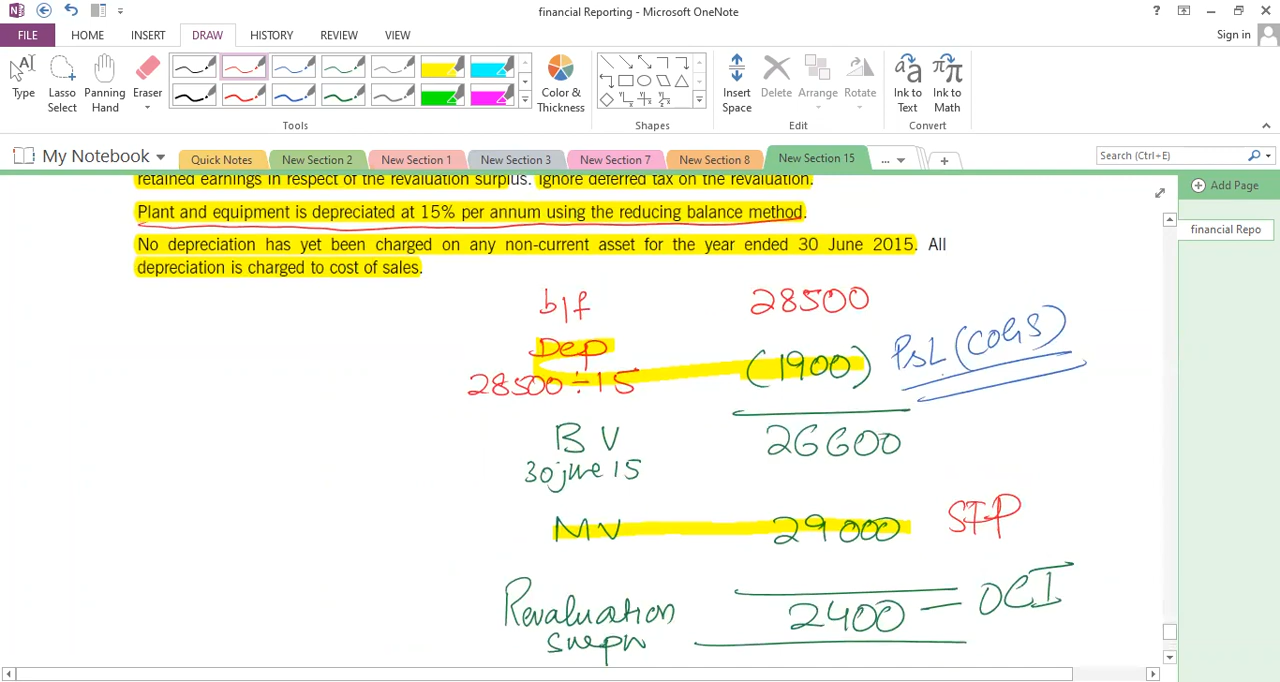 financial Reporting - Microsoft OneNote
Sign in
FILE HOME INSERT DRAW HISTORY REVIEW VIEW
Type
Lasso Select
Panning Hand
Eraser
Color & Thickness
Insert Space
Delete
Arrange
Rotate
Ink to Text
Ink to Math
Tools
Shapes
Edit
Convert
My Notebook
Quick Notes
New Section 2
New Section 1
New Section 3
New Section 7
New Section 8
New Section 15
...
Search (Ctrl+E)
Add Page
financial Repo
retained earnings in respect of the revaluation surplus. Ignore deferred tax on the revaluation.
Plant and equipment is depreciated at 15% per annum using the reducing balance method.
No depreciation has yet been charged on any non-current asset for the year ended 30 June 2015. All
depreciation is charged to cost of sales.
b/f 28500
Dep
28500 ÷ 15 (1900) P&L (COGS)
BV 26600
30 june 15
MV 29000 SFP
Revaluation 2400 = OCI